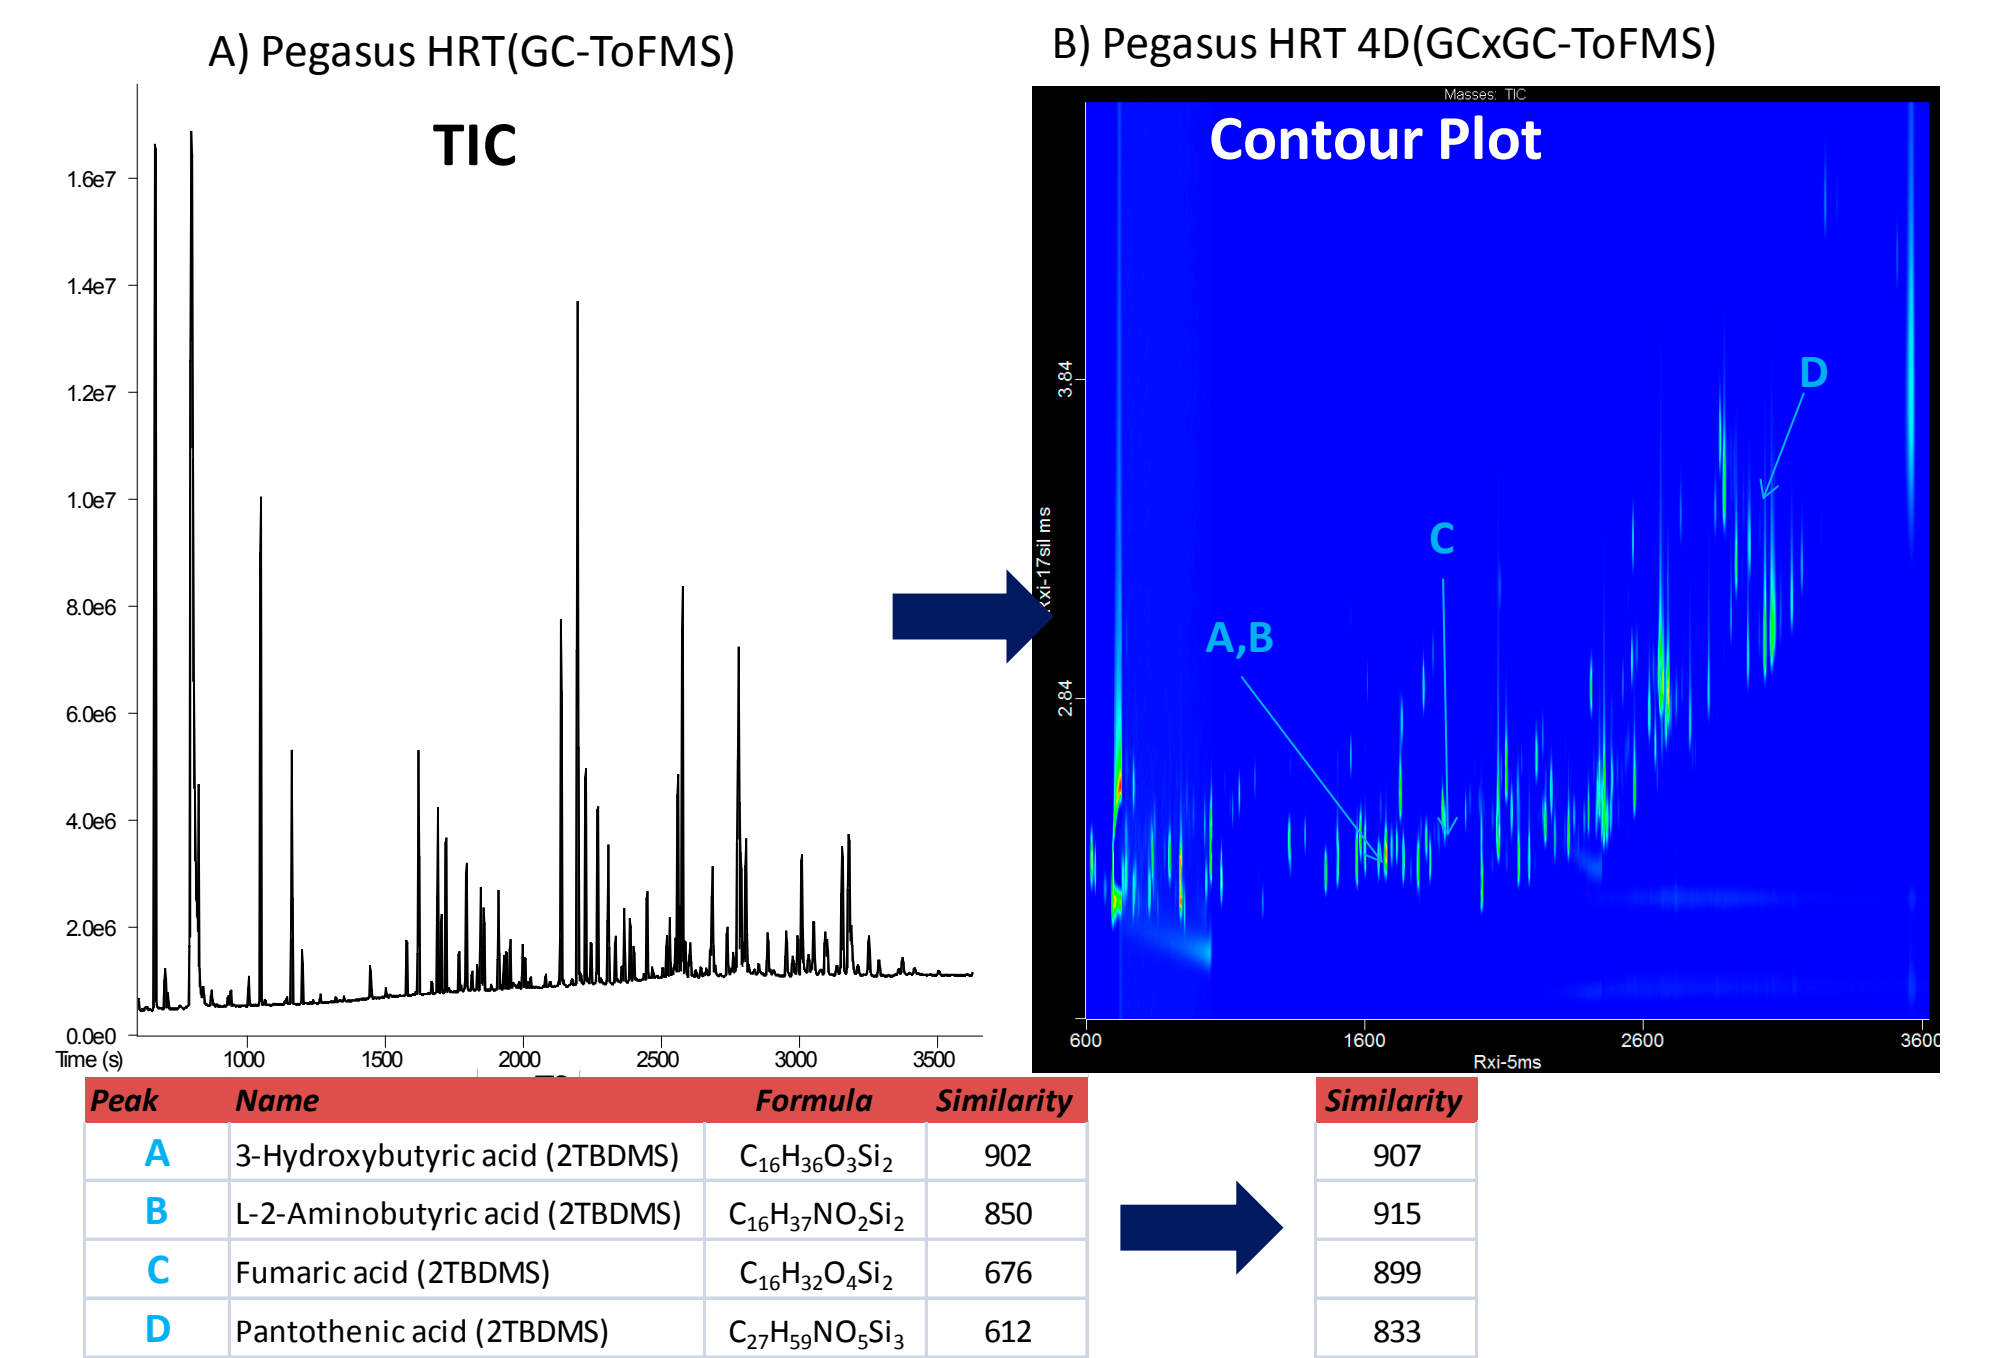 A) Pegasus HRT(GC-ToFMS)
B) Pegasus HRT 4D(GCxGC-ToFMS)
TIC
1.6e7
1.4e7
1.2e7
1.0e7
8.0e6
6.0e6
4.0e6
2.0e6
0.0e0
Time (s)
1000
1500
2000
2500
3000
3500
Masses: TIC
Contour Plot
3.84
2.84
Rxi-17sil ms
D
C
A,B
600
1600
2600
3600
Rxi-5ms
Peak Name Formula Similarity Similarity
A 3-Hydroxybutyric acid (2TBDMS) C₁₆H₃₆O₃Si₂ 902 907
B L-2-Aminobutyric acid (2TBDMS) C₁₆H₃₇NO₂Si₂ 850 915
C Fumaric acid (2TBDMS) C₁₆H₃₂O₄Si₂ 676 899
D Pantothenic acid (2TBDMS) C₂₇H₅₉NO₅Si₃ 612 833